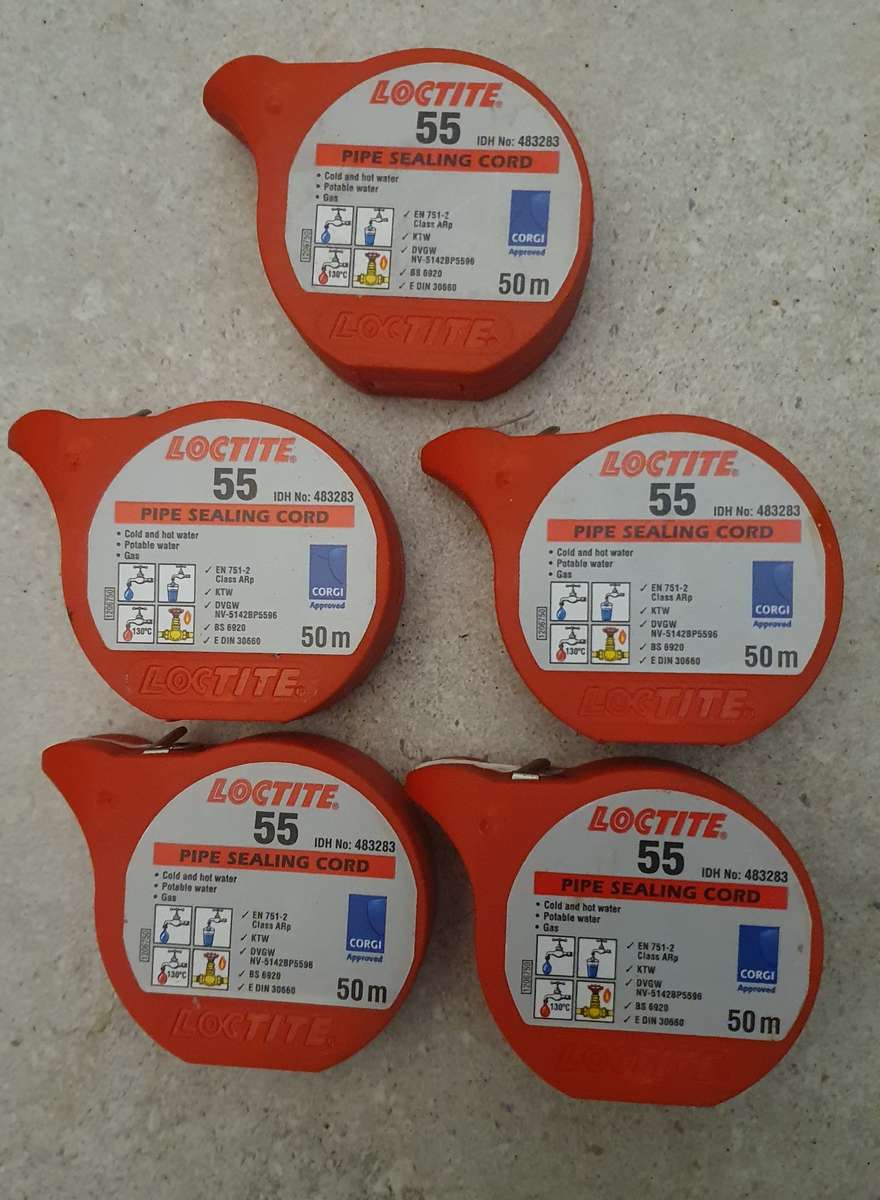 LOCTITE®
55
IDH No: 483283
PIPE SEALING CORD
• Cold and hot water
• Potable water
• Gas
✓ EN 751-2
Class ARp
✓ KTW
✓ DVGW
NV-5142BP5596
✓ BS 6920
✓ E DIN 30660
130°C
1206750
CORGI
Approved
50 m
LOCTITE®
LOCTITE®
55
IDH No: 483283
PIPE SEALING CORD
• Cold and hot water
• Potable water
• Gas
✓ EN 751-2
Class ARp
✓ KTW
✓ DVGW
NV-5142BP5596
✓ BS 6920
✓ E DIN 30660
130°C
1206750
CORGI
Approved
50 m
LOCTITE®
LOCTITE®
55
IDH No: 483283
PIPE SEALING CORD
• Cold and hot water
• Potable water
• Gas
✓ EN 751-2
Class ARp
✓ KTW
✓ DVGW
NV-5142BP5596
✓ BS 6920
✓ E DIN 30660
130°C
1206750
CORGI
Approved
50 m
LOCTITE®
LOCTITE®
55
IDH No: 483283
PIPE SEALING CORD
• Cold and hot water
• Potable water
• Gas
✓ EN 751-2
Class ARp
✓ KTW
✓ DVGW
NV-5142BP5596
✓ BS 6920
✓ E DIN 30660
130°C
1206750
CORGI
Approved
50 m
LOCTITE®
LOCTITE®
55
IDH No: 483283
PIPE SEALING CORD
• Cold and hot water
• Potable water
• Gas
✓ EN 751-2
Class ARp
✓ KTW
✓ DVGW
NV-5142BP5596
✓ BS 6920
✓ E DIN 30660
130°C
1206750
CORGI
Approved
50 m
LOCTITE